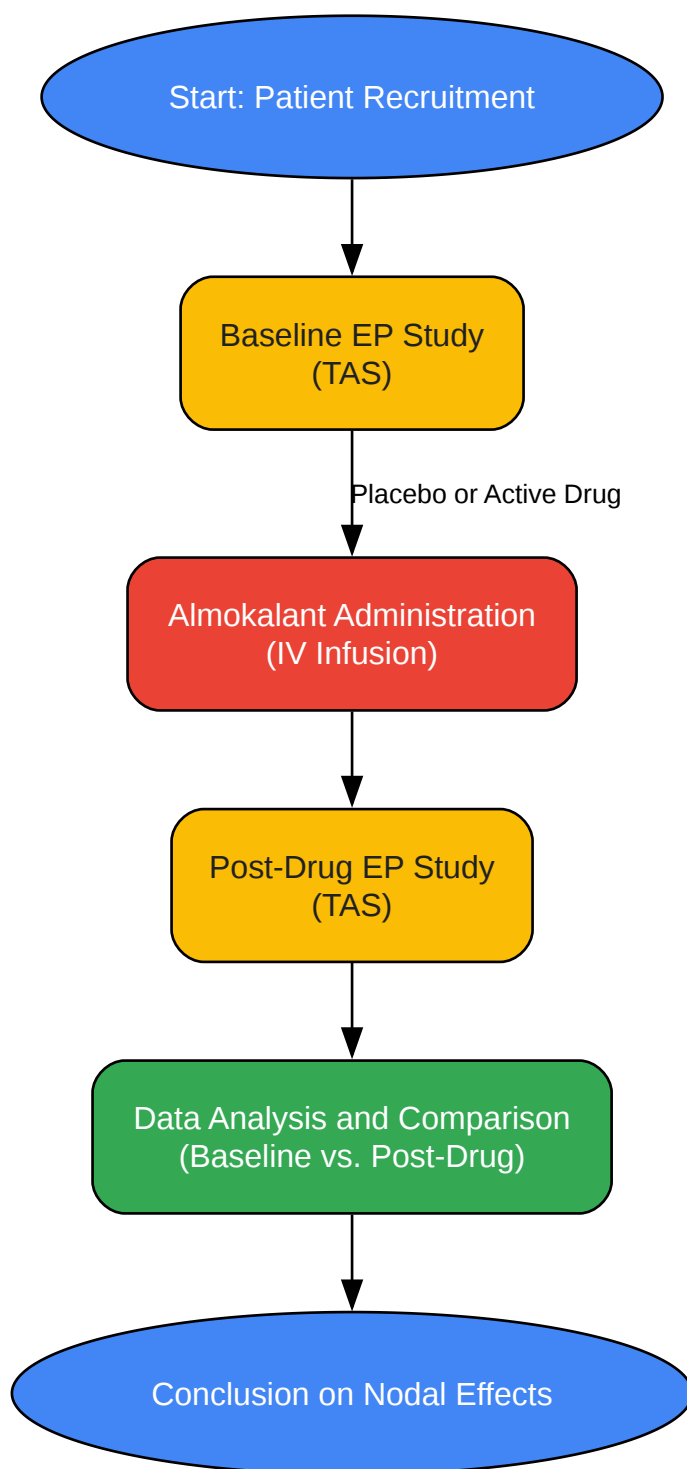 Start: Patient Recruitment
Baseline EP Study
(TAS)
Placebo or Active Drug
Almokalant Administration
(IV Infusion)
Post-Drug EP Study
(TAS)
Data Analysis and Comparison
(Baseline vs. Post-Drug)
Conclusion on Nodal Effects